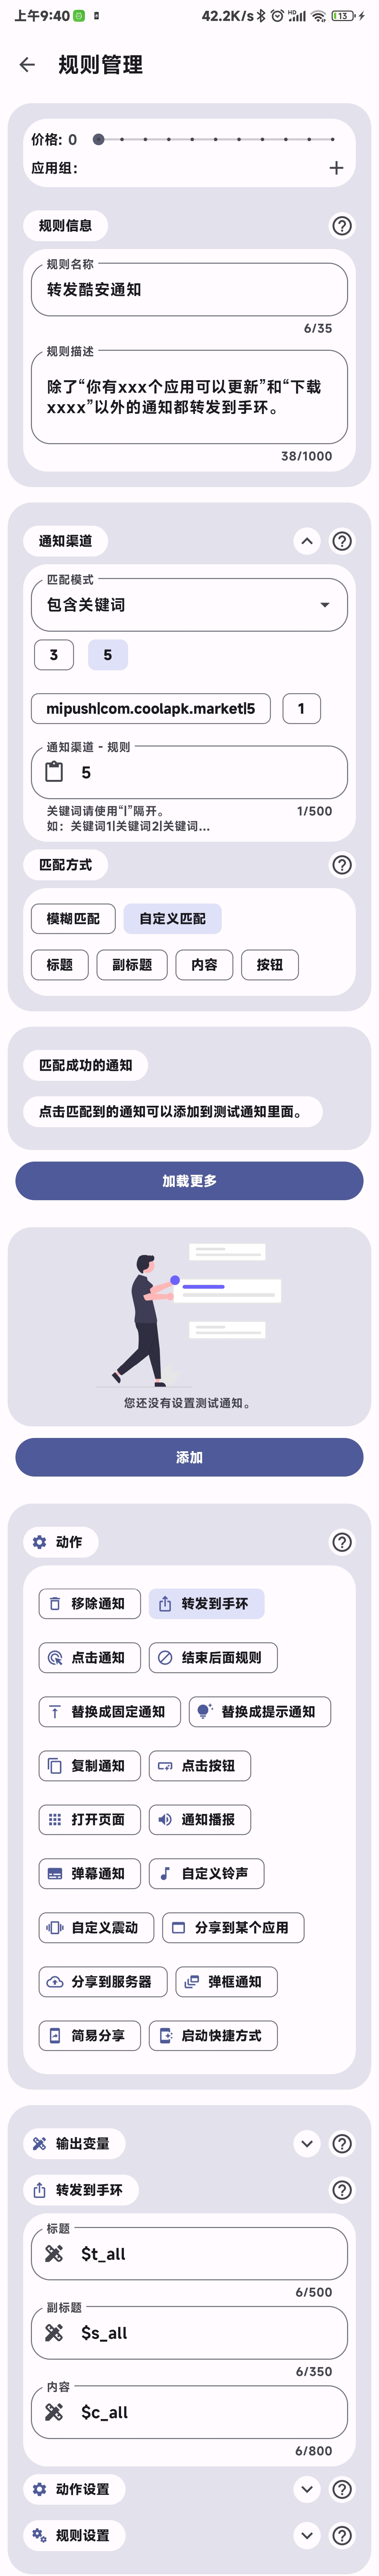 上午9:40
42.2K/s
HD
13
规则管理
价格: 0
应用组:
规则信息
规则名称
转发酷安通知
6/35
规则描述
除了“你有xxx个应用可以更新”和“下载
xxxx”以外的通知都转发到手环。
38/1000
通知渠道
匹配模式
包含关键词
3 5
mipush|com.coolapk.market|5 1
通知渠道 - 规则
5
关键词请使用“|”隔开。
1/500
如: 关键词1|关键词2|关键词...
匹配方式
模糊匹配 自定义匹配
标题 副标题 内容 按钮
匹配成功的通知
点击匹配到的通知可以添加到测试通知里面。
加载更多
您还没有设置测试通知。
添加
动作
移除通知 转发到手环
点击通知 结束后面规则
替换成固定通知 替换成提示通知
复制通知 点击按钮
打开页面 通知播报
弹幕通知 自定义铃声
自定义震动 分享到某个应用
分享到服务器 弹框通知
简易分享 启动快捷方式
输出变量
转发到手环
标题
$t_all
6/500
副标题
$s_all
6/350
内容
$c_all
6/800
动作设置
规则设置